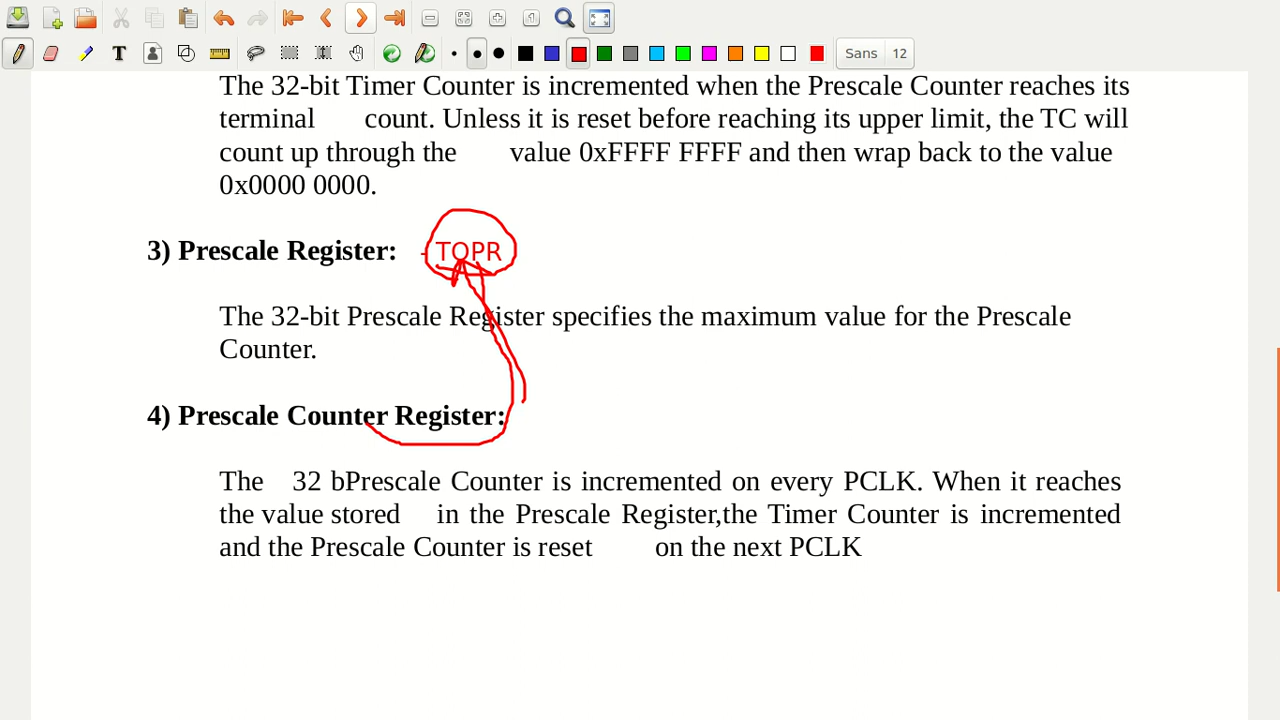 T
Sans 12
The 32-bit Timer Counter is incremented when the Prescale Counter reaches its
terminal count. Unless it is reset before reaching its upper limit, the TC will
count up through the value 0xFFFF FFFF and then wrap back to the value
0x0000 0000.
3) Prescale Register: - TOPR
The 32-bit Prescale Register specifies the maximum value for the Prescale
Counter.
4) Prescale Counter Register:
The 32 bPrescale Counter is incremented on every PCLK. When it reaches
the value stored in the Prescale Register,the Timer Counter is incremented
and the Prescale Counter is reset on the next PCLK